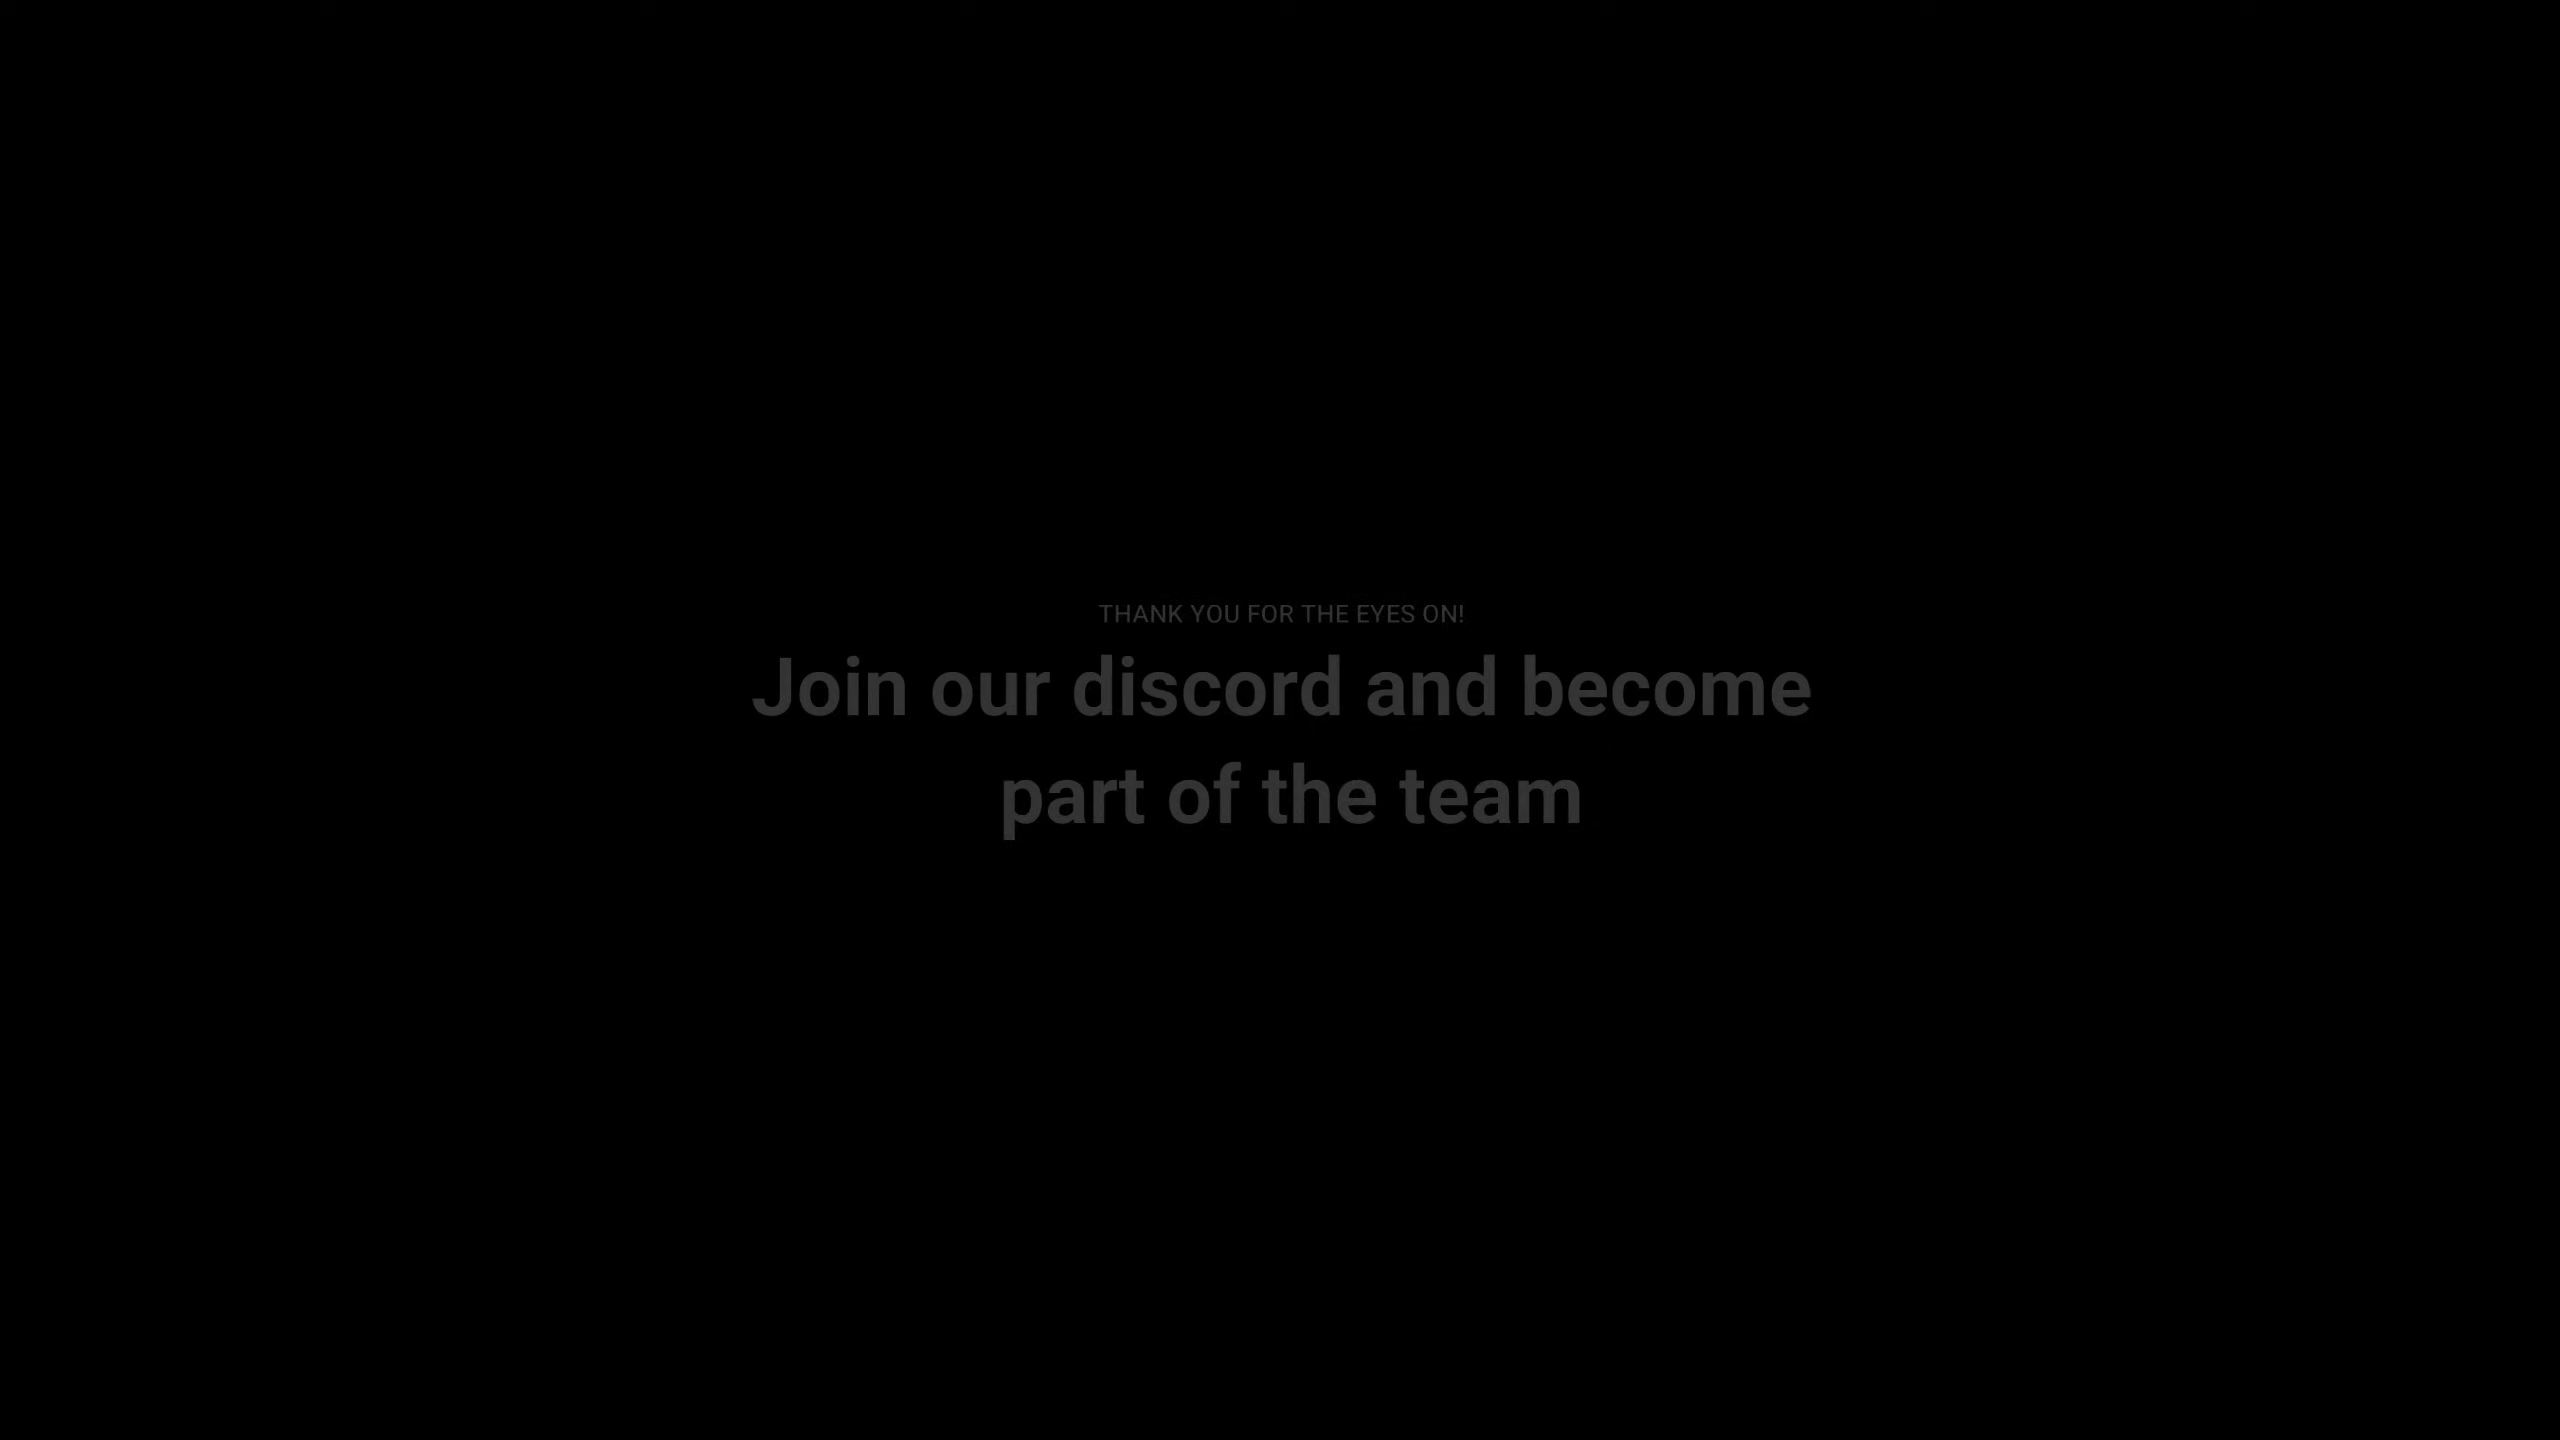 THANK YOU FOR THE EYES ON!
Join our discord and become
part of the team